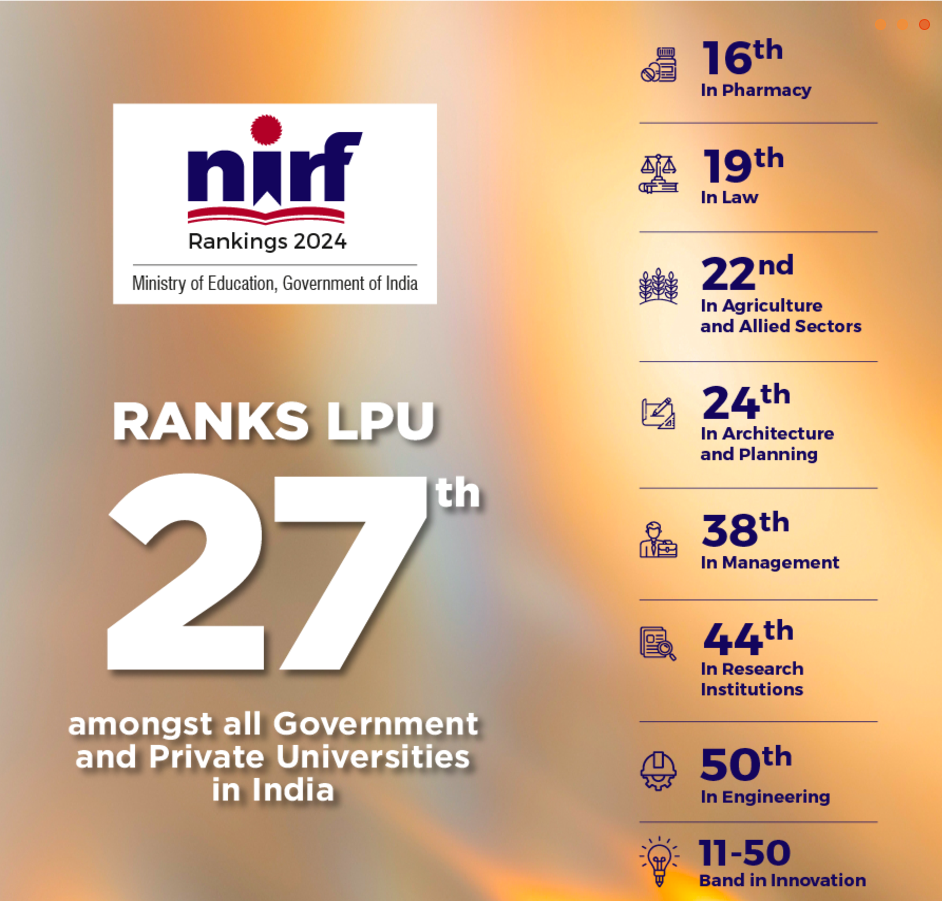 nirf
Rankings 2024
Ministry of Education, Government of India
RANKS LPU
27th
amongst all Government
and Private Universities
in India
16th
In Pharmacy
19th
In Law
22nd
In Agriculture
and Allied Sectors
24th
In Architecture
and Planning
38th
In Management
44th
In Research
Institutions
50th
In Engineering
11-50
Band in Innovation